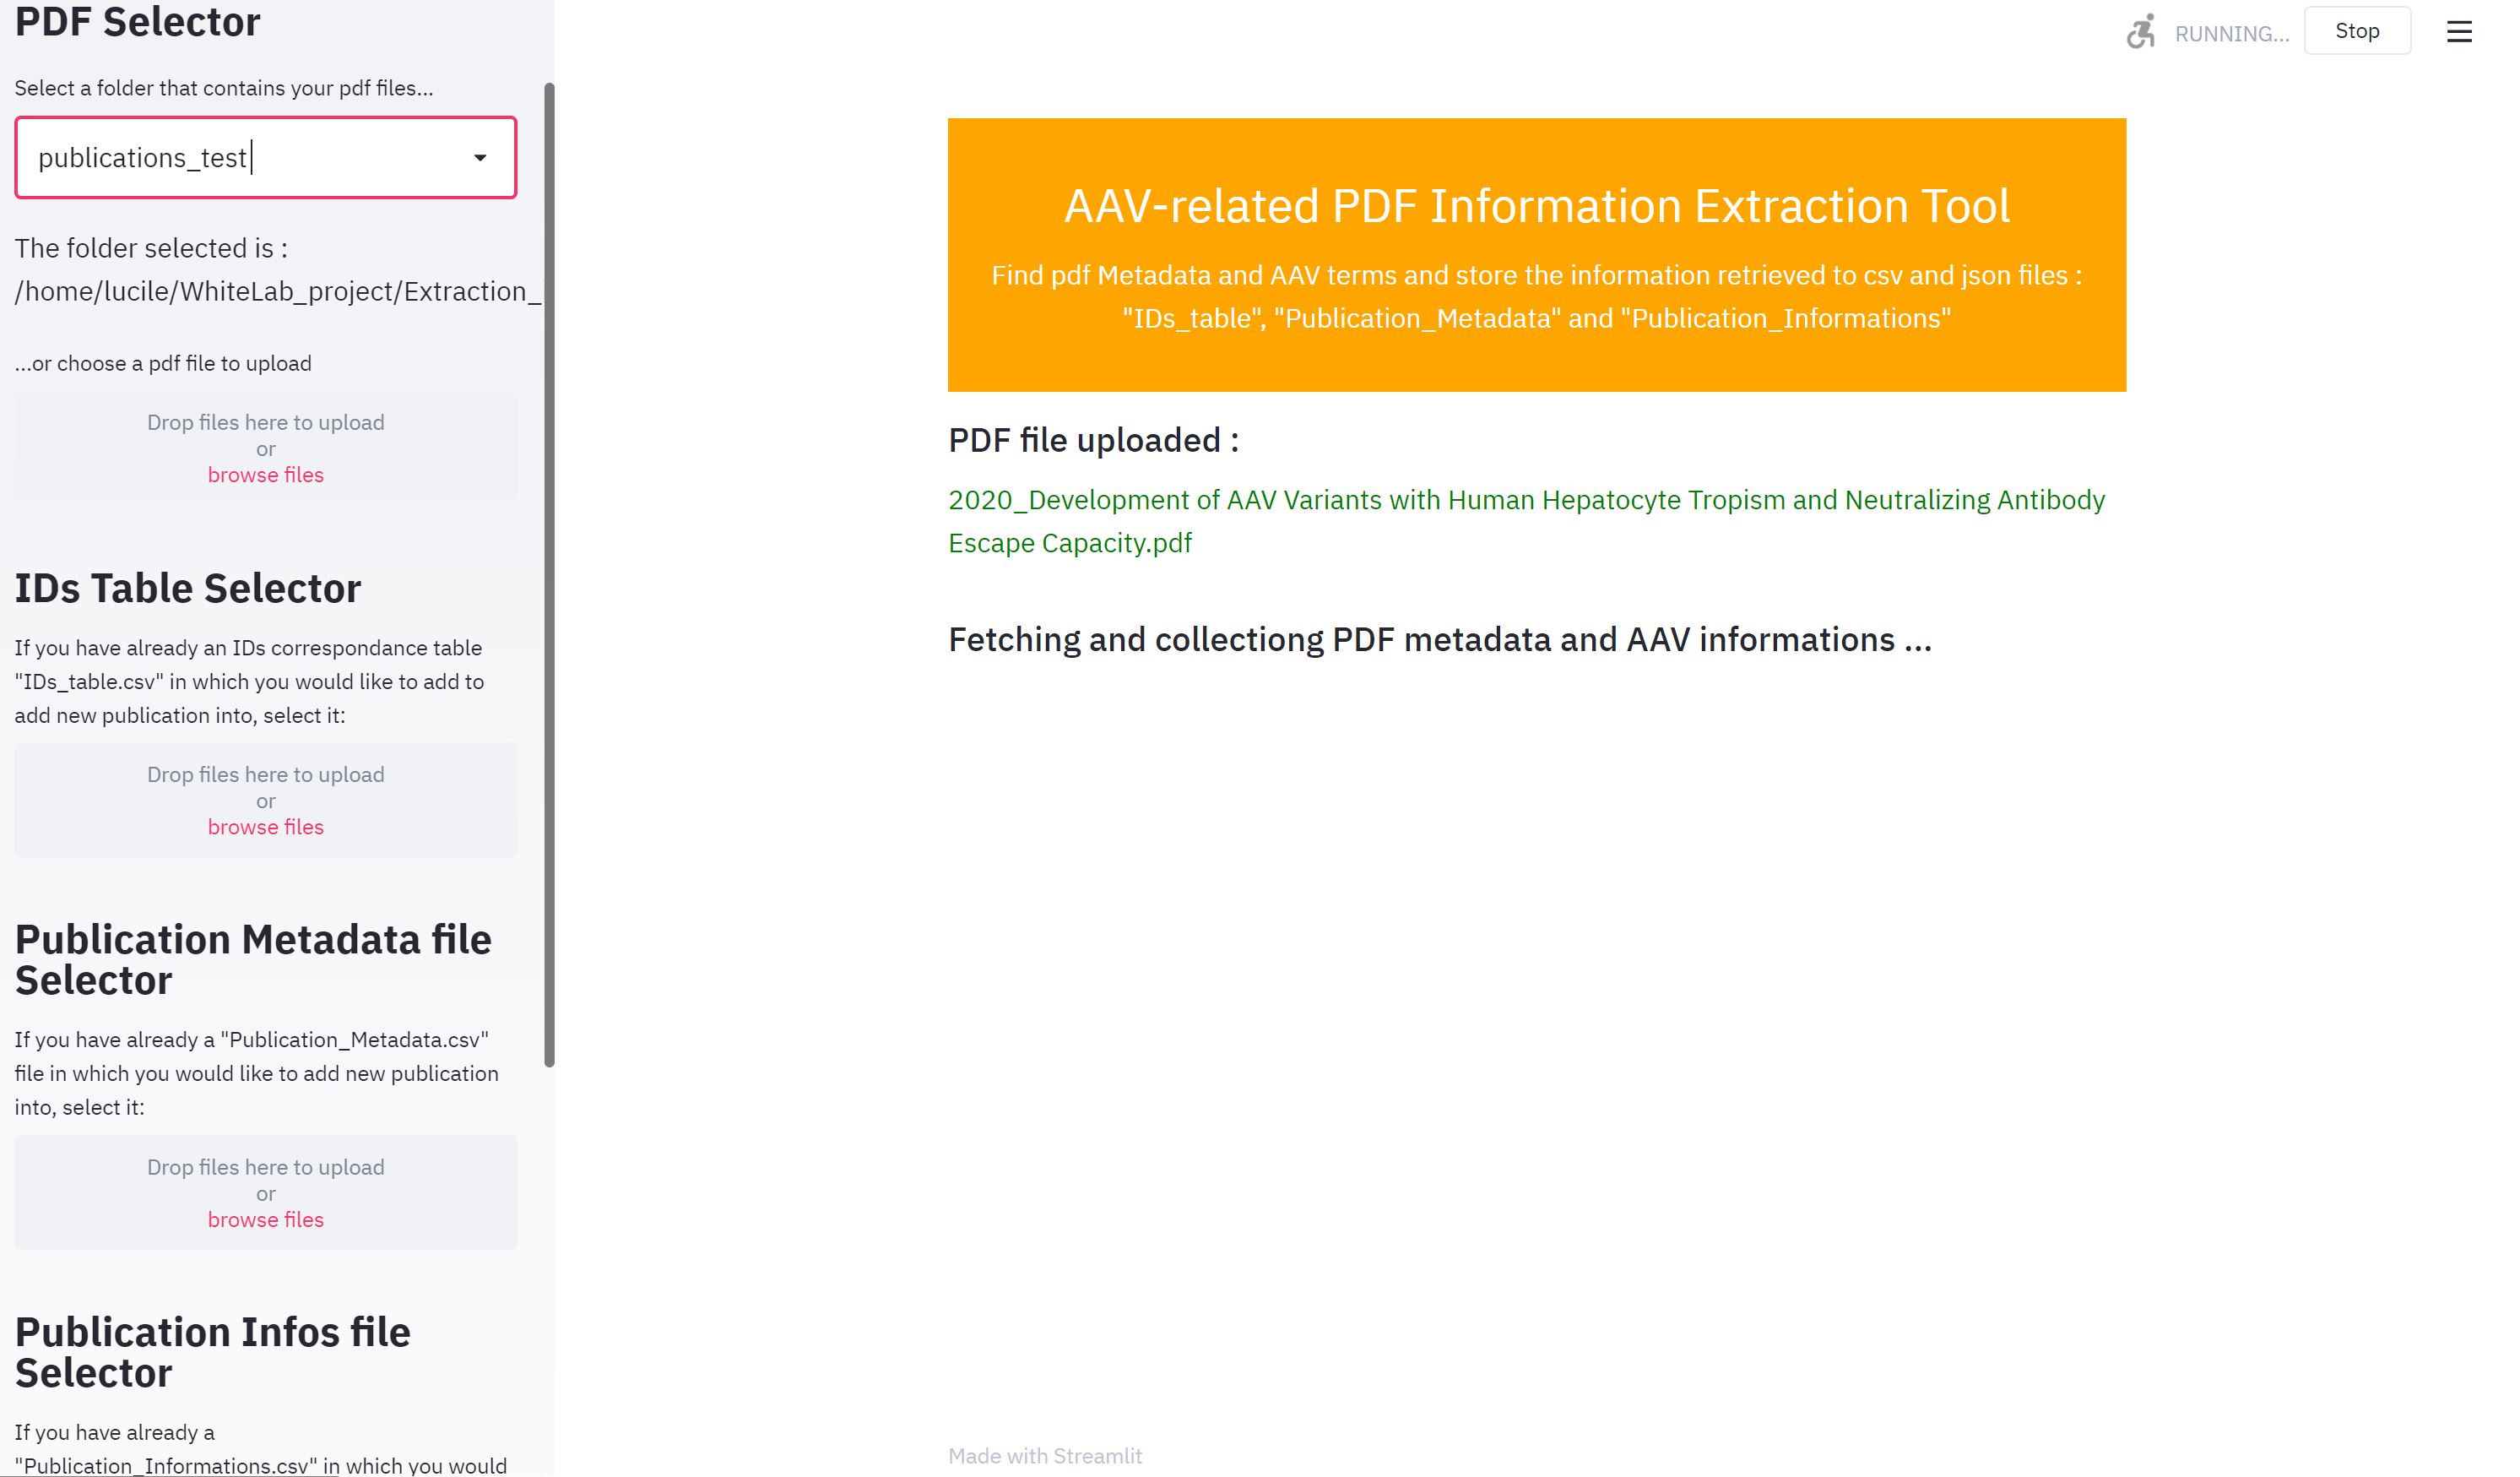 PDF Selector
Select a folder that contains your pdf files...
publications_test
The folder selected is :
/home/lucile/WhiteLab_project/Extraction_
...or choose a pdf file to upload
Drop files here to upload
or
browse files
IDs Table Selector
If you have already an IDs correspondance table
"IDs_table.csv" in which you would like to add to
add new publication into, select it:
Drop files here to upload
or
browse files
Publication Metadata file
Selector
If you have already a "Publication_Metadata.csv"
file in which you would like to add new publication
into, select it:
Drop files here to upload
or
browse files
Publication Infos file
Selector
If you have already a
"Publication_Informations.csv" in which you would
RUNNING...
Stop
AAV-related PDF Information Extraction Tool
Find pdf Metadata and AAV terms and store the information retrieved to csv and json files :
"IDs_table", "Publication_Metadata" and "Publication_Informations"
PDF file uploaded :
2020_Development of AAV Variants with Human Hepatocyte Tropism and Neutralizing Antibody
Escape Capacity.pdf
Fetching and collectiong PDF metadata and AAV informations ...
Made with Streamlit